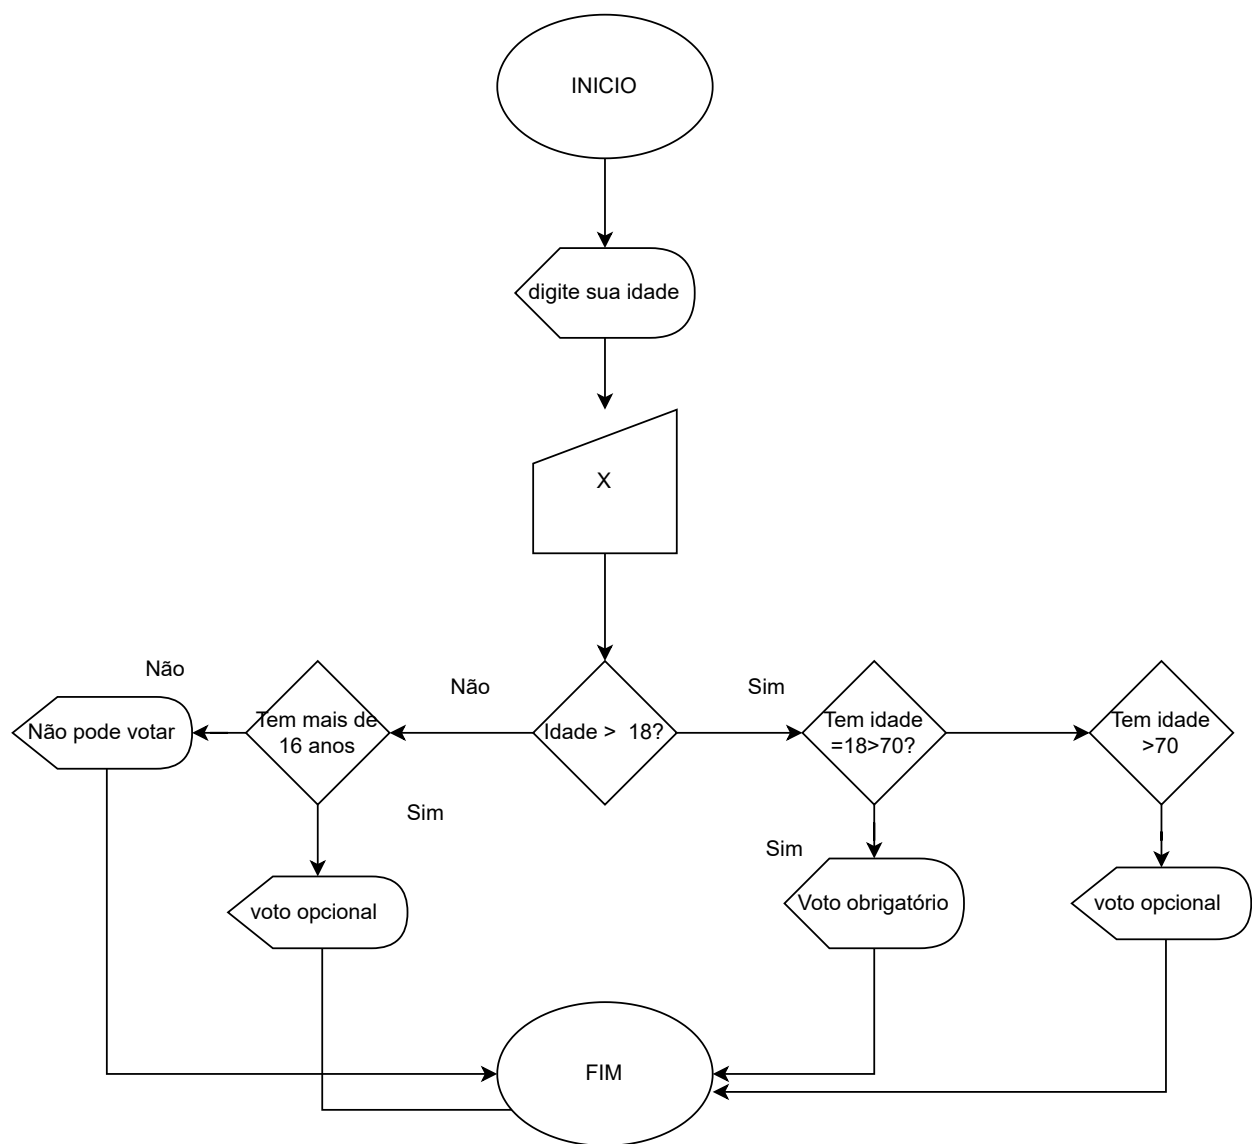 INICIO
digite sua idade
X
Não
Não
Sim
Não pode votar
Tem mais de
16 anos
Idade >  18?
Tem idade
=18>70?
Tem idade
>70
Sim
Sim
voto opcional
Voto obrigatório
voto opcional
FIM